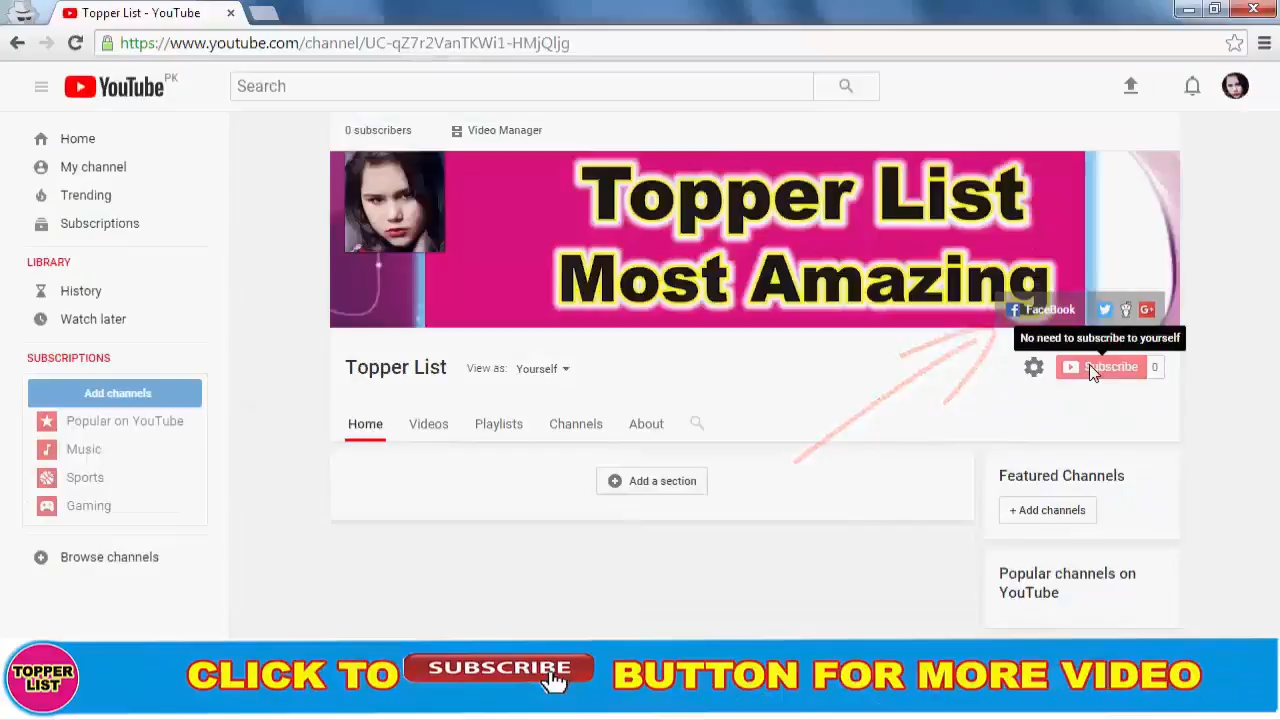 Topper List - YouTube
https://www.youtube.com/channel/UC-qZ7r2VanTKWi1-HMjQljg
YouTube PK
Search
Home
My channel
Trending
Subscriptions
LIBRARY
History
Watch later
SUBSCRIPTIONS
Add channels
Popular on YouTube
Music
Sports
Gaming
Browse channels
0 subscribers
Video Manager
Topper List
Most Amazing
FaceBook
No need to subscribe to yourself
Topper List
View as: Yourself
Subscribe 0
Home Videos Playlists Channels About
Add a section
Featured Channels
+ Add channels
Popular channels on
YouTube
TOPPER
LIST
CLICK TO SUBSCRIBE BUTTON FOR MORE VIDEO